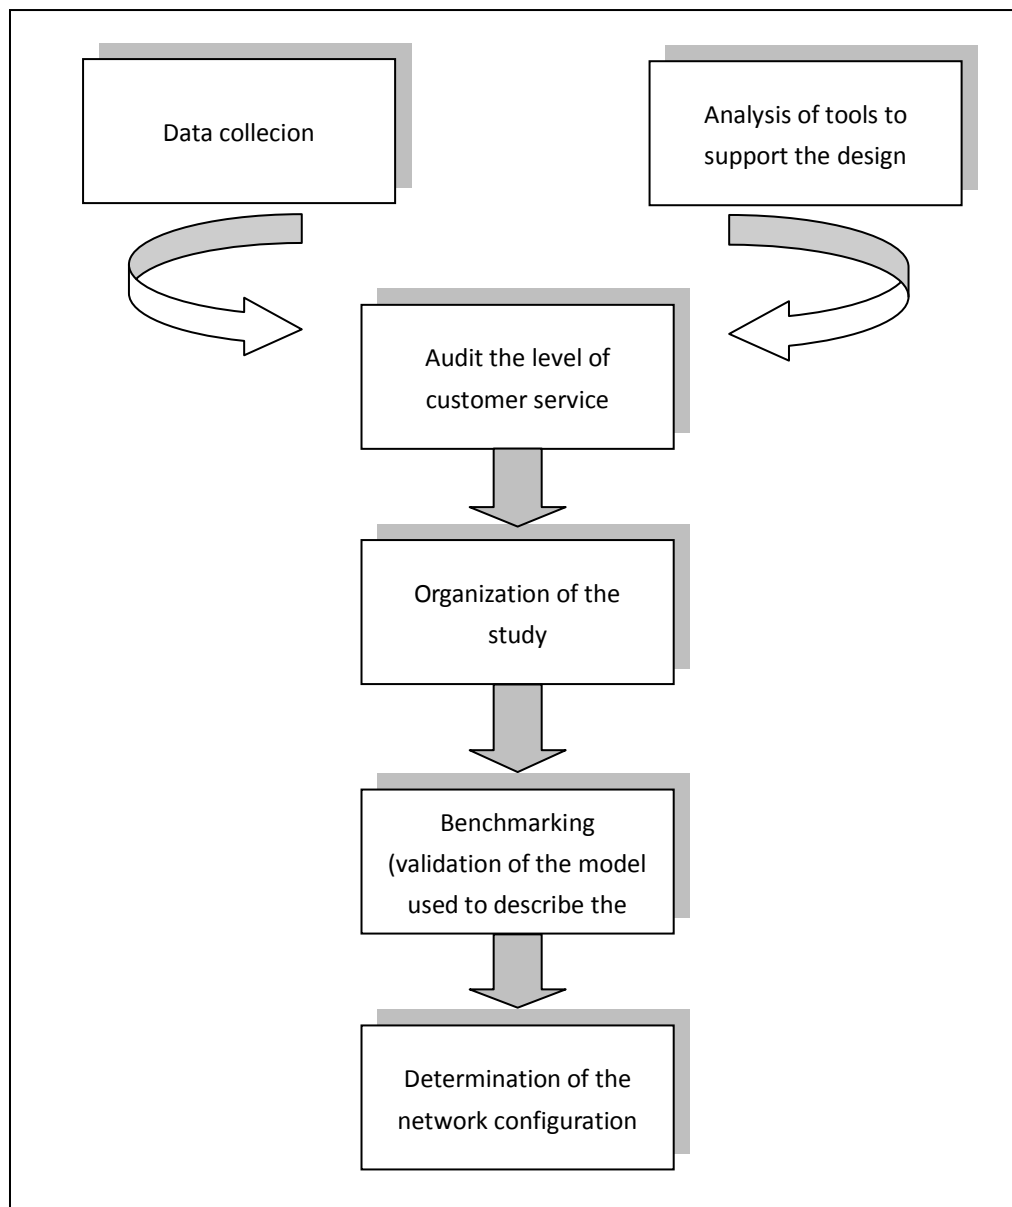 Data collecion
Analysis of tools to
support the design
Audit the level of
customer service
Organization of the
study
Benchmarking
(validation of the model
used to describe the
Determination of the
network configuration